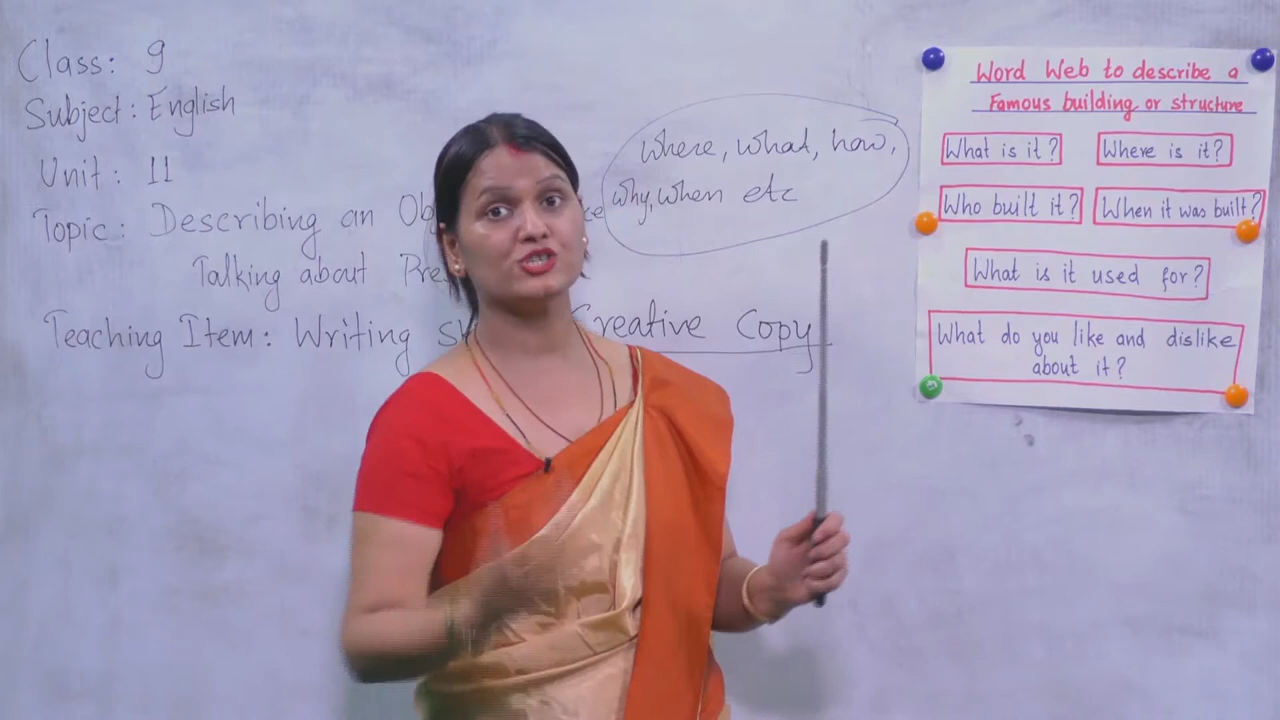 Class: 9
Subject: English
Unit: 11
Topic: Describing an
Talking about
Teaching Item: Writing Creative Copy
where, what, how,
why, when etc
Word Web to describe a
Famous building or structure
What is it?
Where is it?
Who built it?
When it was built?
What is it used for?
What do you like and dislike
about it?